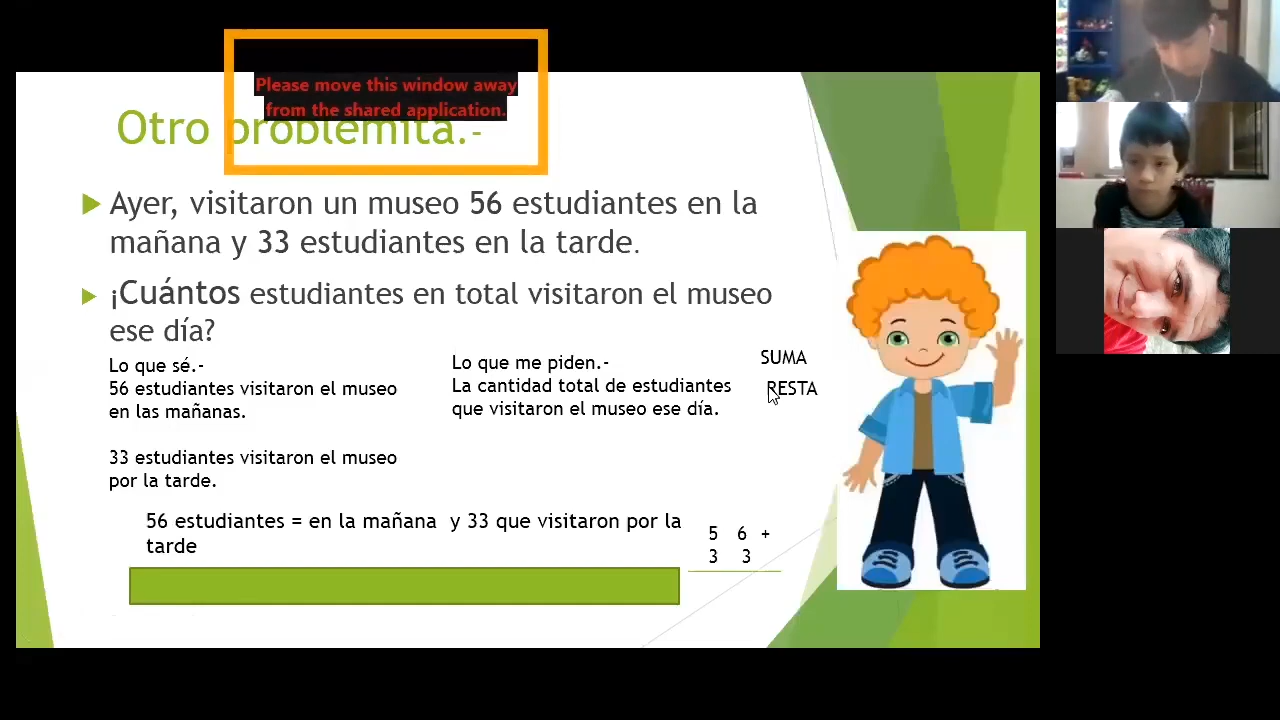 Please move this window away
from the shared application.
Otro problemita.-
Ayer, visitaron un museo 56 estudiantes en la
mañana y 33 estudiantes en la tarde.
¡Cuántos estudiantes en total visitaron el museo
ese día?
Lo que sé.-
56 estudiantes visitaron el museo
en las mañanas.
33 estudiantes visitaron el museo
por la tarde.
Lo que me piden.-
La cantidad total de estudiantes
que visitaron el museo ese día.
SUMA
RESTA
56 estudiantes = en la mañana y 33 que visitaron por la
tarde
5 6 +
3 3